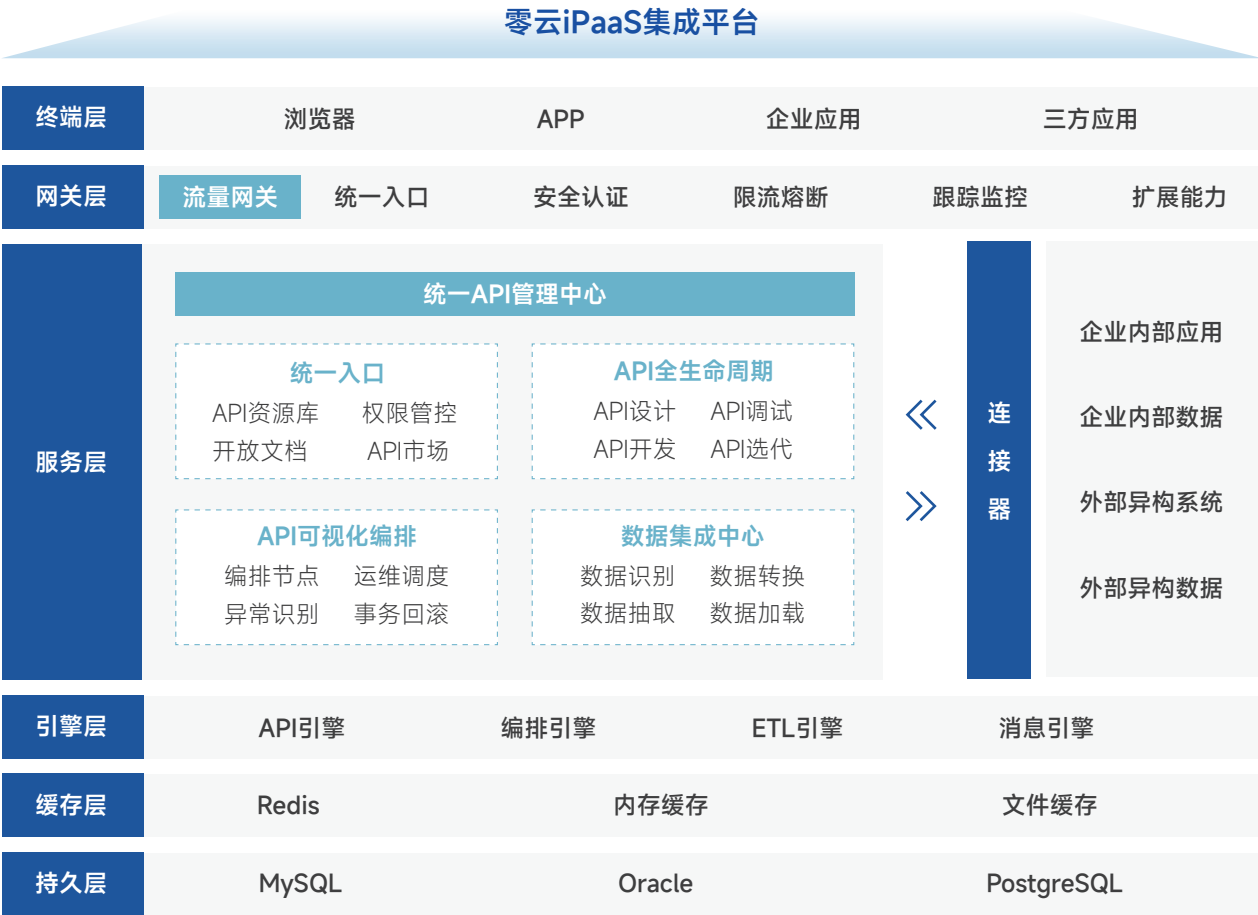 零云iPaaS集成平台
终端层 浏览器 APP 企业应用 三方应用
网关层 流量网关 统一入口 安全认证 限流熔断 跟踪监控 扩展能力
服务层
统一API管理中心
统一入口
API资源库 权限管控
开放文档 API市场
API全生命周期
API设计 API调试
API开发 API选代
API可视化编排
编排节点 运维调度
异常识别 事务回滚
数据集成中心
数据识别 数据转换
数据抽取 数据加载
连
接
器
企业内部应用
企业内部数据
外部异构系统
外部异构数据
引擎层 API引擎 编排引擎 ETL引擎 消息引擎
缓存层 Redis 内存缓存 文件缓存
持久层 MySQL Oracle PostgreSQL